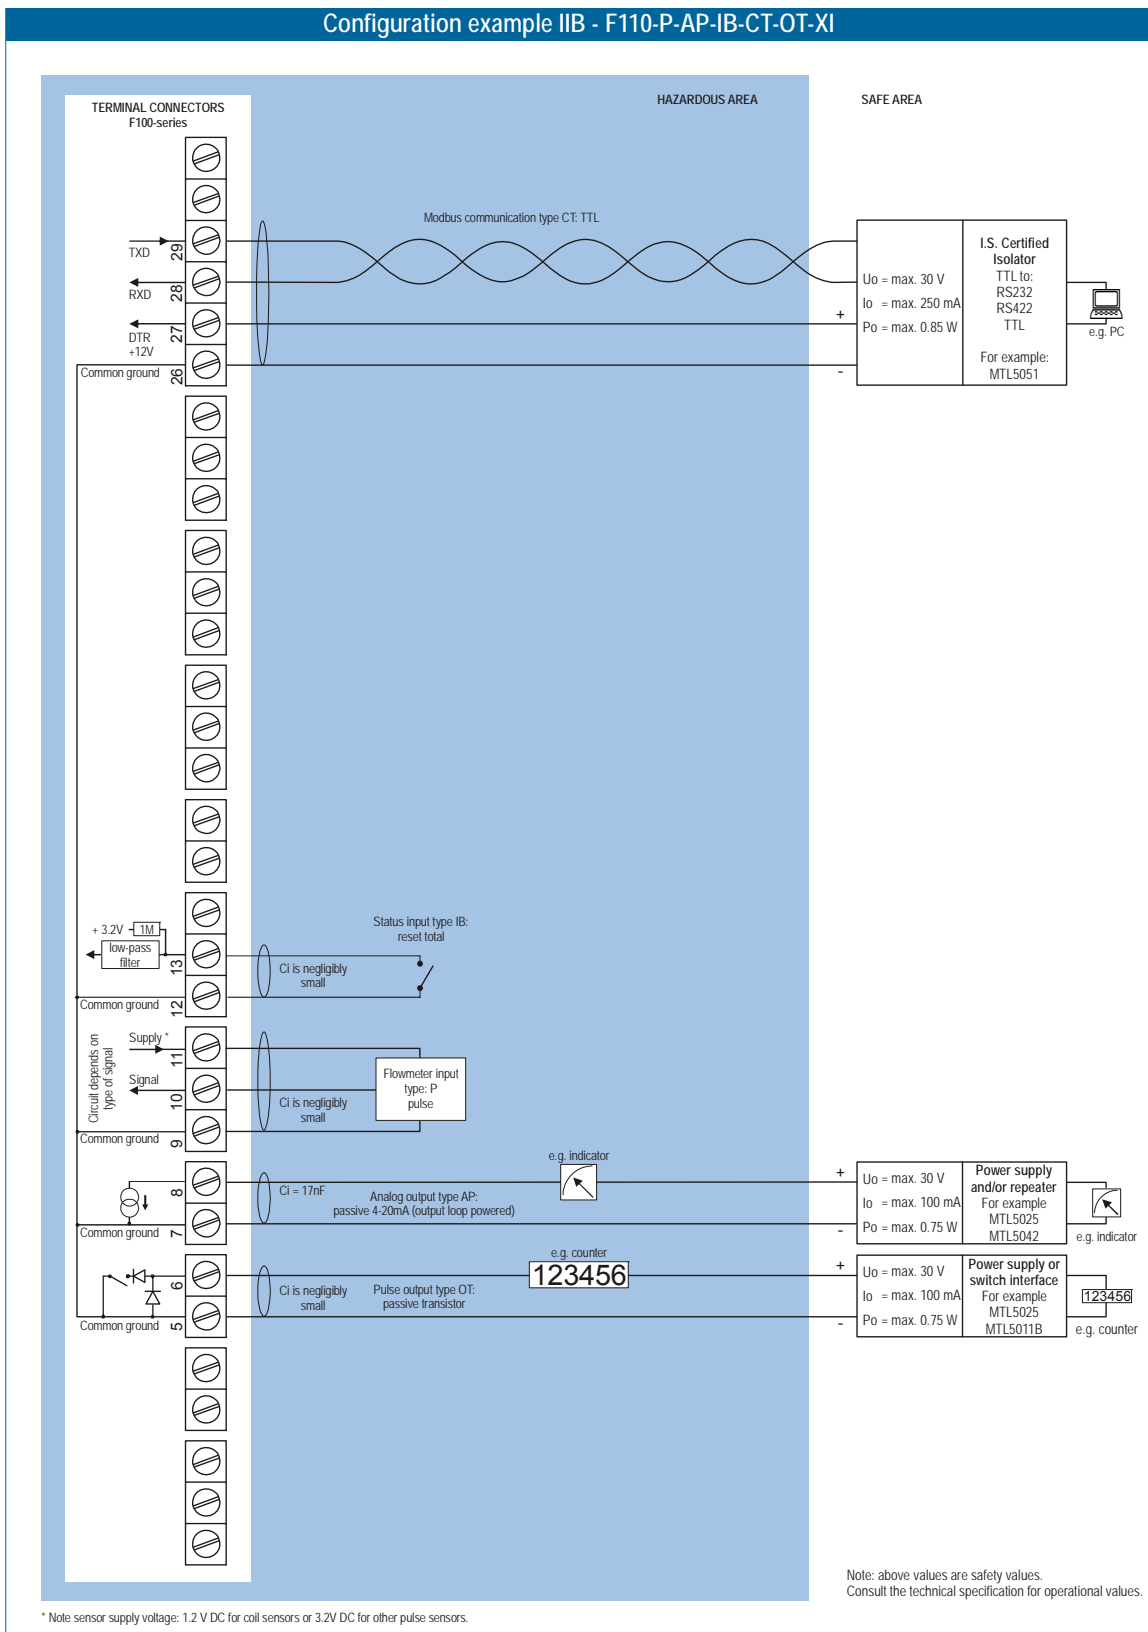 Configuration example IIB - F110-P-AP-IB-CT-OT-XI
HAZARDOUS AREA
SAFE AREA
TERMINAL CONNECTORS
F100-series
Modbus communication type CT: TTL
TXD
29
RXD
28
DTR
+12V
27
Common ground
26
Uo = max. 30 V
Io = max. 250 mA
Po = max. 0.85 W
+
-
I.S. Certified
Isolator
TTL to:
RS232
RS422
TTL
For example:
MTL5051
e.g. PC
+ 3.2V
1M
low-pass
filter
13
Common ground
12
Status input type IB:
reset total
Ci is negligibly
small
Circuit depends on
type of signal
Supply *
11
Signal
10
Common ground
9
Flowmeter input
type: P
pulse
Ci is negligibly
small
8
Common ground
7
Ci = 17nF
e.g. indicator
Analog output type AP:
passive 4-20mA (output loop powered)
+
-
Uo = max. 30 V
Io = max. 100 mA
Po = max. 0.75 W
Power supply
and/or repeater
For example
MTL5025
MTL5042
e.g. indicator
6
Common ground
5
Ci is negligibly
small
e.g. counter
123456
Pulse output type OT:
passive transistor
+
-
Uo = max. 30 V
Io = max. 100 mA
Po = max. 0.75 W
Power supply or
switch interface
For example
MTL5025
MTL5011B
123456
e.g. counter
Note: above values are safety values.
Consult the technical specification for operational values.
* Note sensor supply voltage: 1.2 V DC for coil sensors or 3.2V DC for other pulse sensors.